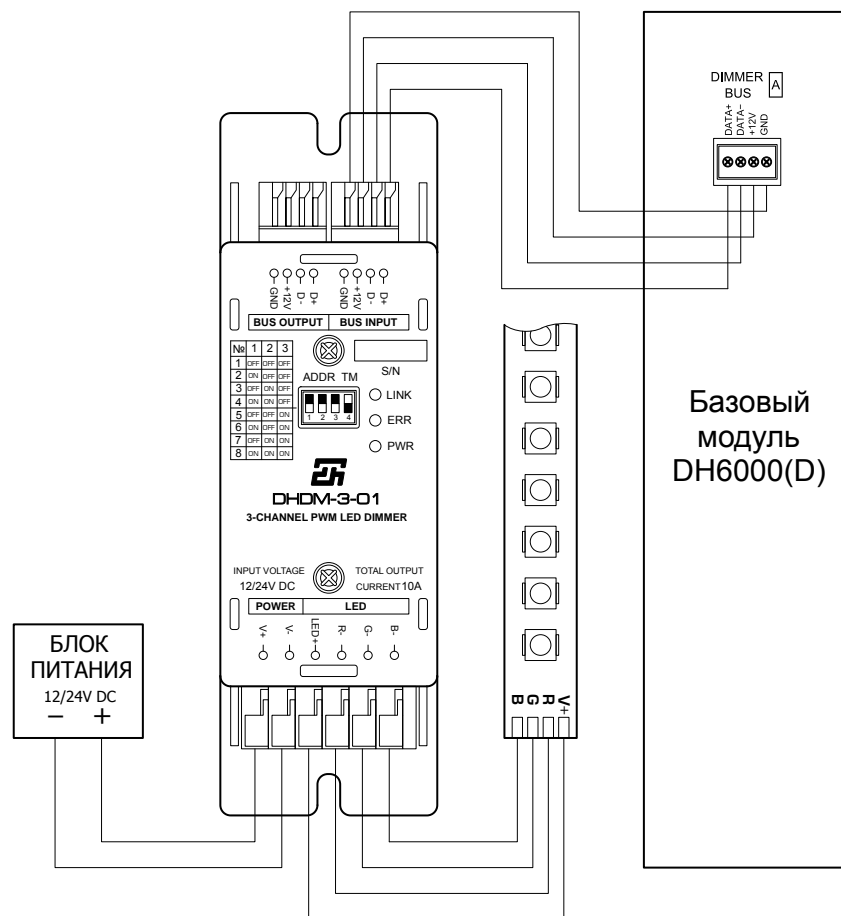 DIMMER
BUS
A
DATA+
DATA–
+12V
GND
GND
+12V
D-
D+
GND
+12V
D-
D+
BUS OUTPUT
BUS INPUT
№ 1 2 3
1 OFF OFF OFF
2 ON OFF OFF
3 OFF ON OFF
4 ON ON OFF
5 OFF OFF ON
6 ON OFF ON
7 OFF ON ON
8 ON ON ON
S/N
ADDR TM
1 2 3 4
LINK
ERR
PWR
DHDM-3-01
3-CHANNEL PWM LED DIMMER
INPUT VOLTAGE
12/24V DC
TOTAL OUTPUT
CURRENT 10A
POWER
LED
V+
V-
LED+
R-
G-
B-
БЛОК
ПИТАНИЯ
12/24V DC
– +
B
G
R
V+
Базовый
модуль
DH6000(D)